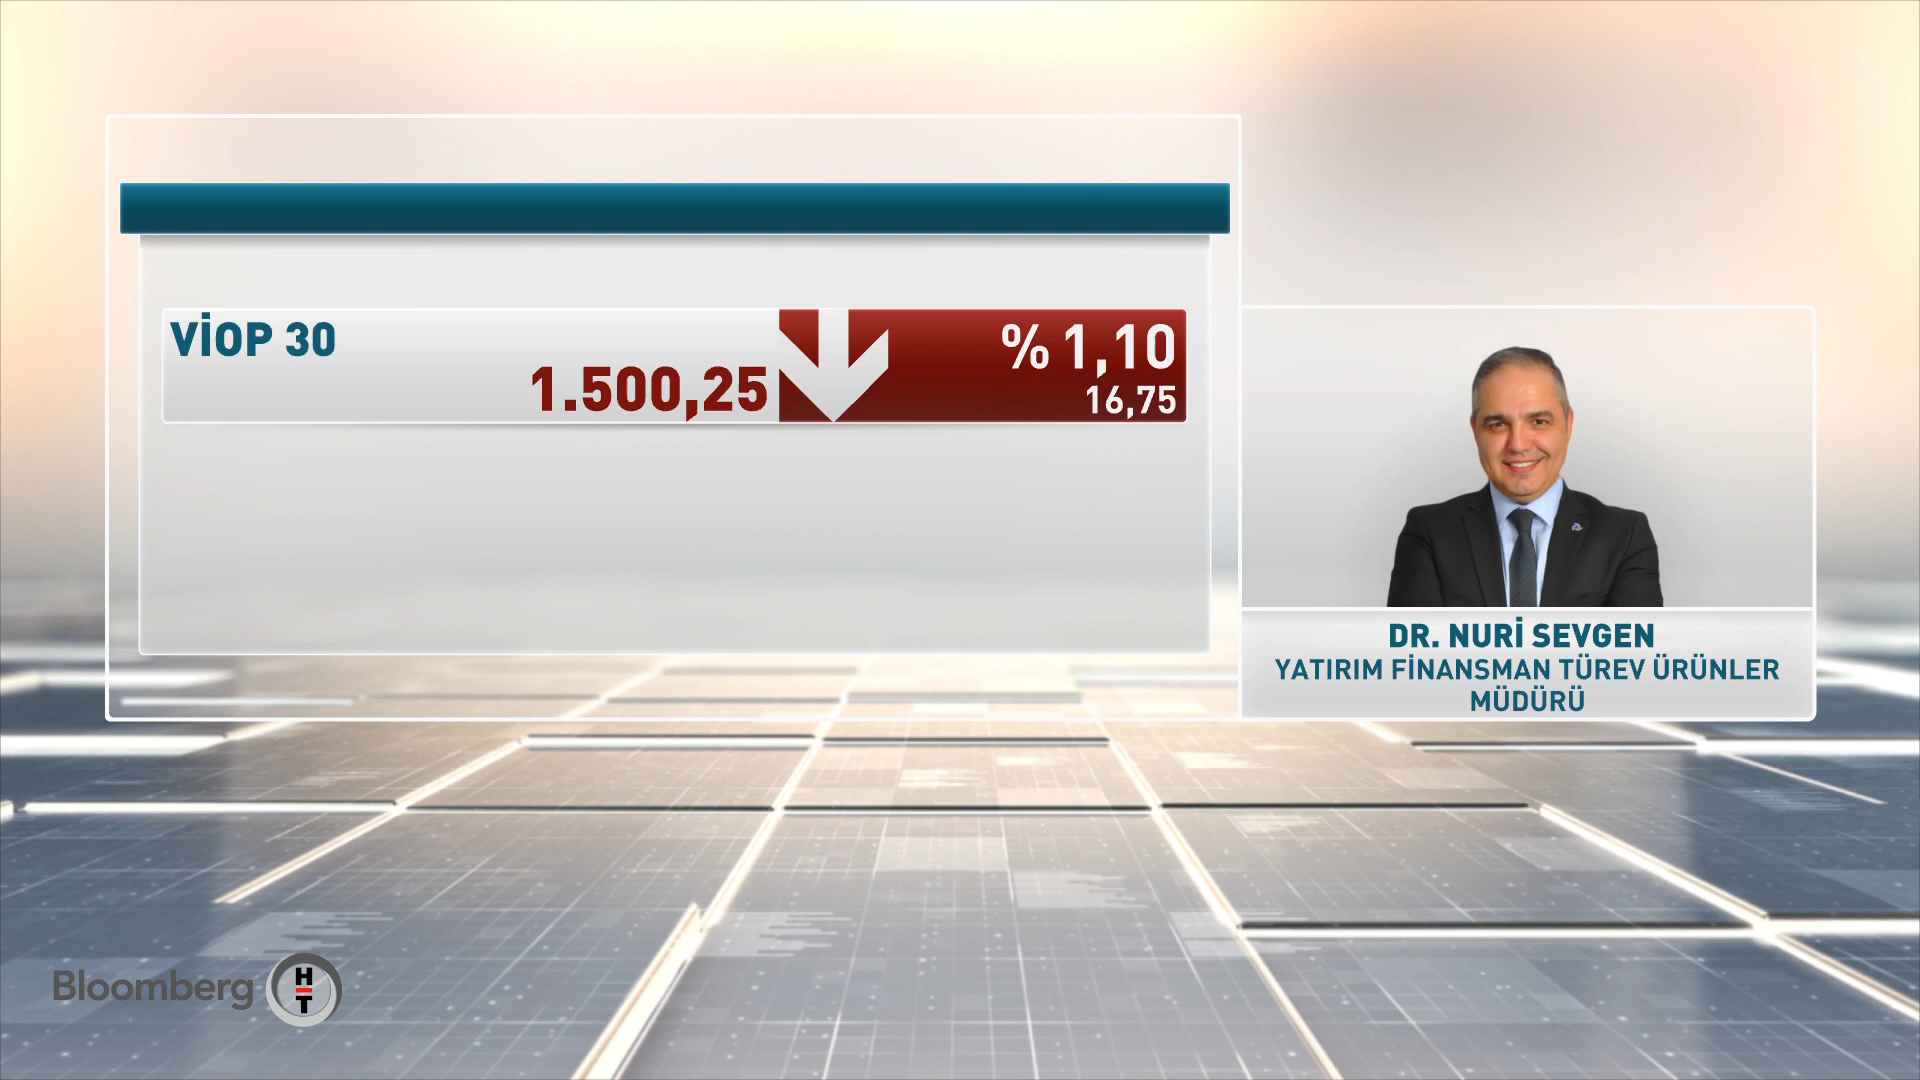 VİOP 30
1.500,25
% 1,10
16,75
DR. NURİ SEVGEN
YATIRIM FİNANSMAN TÜREV ÜRÜNLER
MÜDÜRÜ
Bloomberg HT